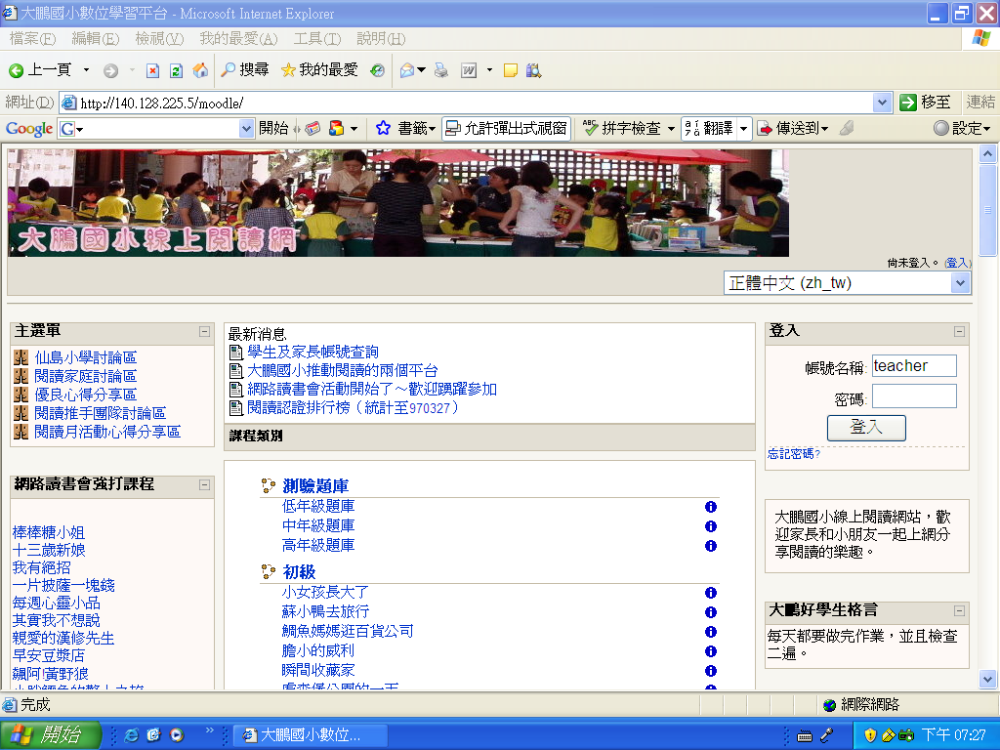 大鵬國小數位學習平台 - Microsoft Internet Explorer
檔案(F) 編輯(E) 檢視(V) 我的最愛(A) 工具(T) 說明(H)
上一頁 搜尋 我的最愛
網址(D) http://140.128.225.5/moodle/ 移至 連結
Google G 開始 書籤 允許彈出式視窗 ABC 拼字檢查 翻譯 傳送到 設定
大鵬國小線上閱讀網
尚未登入。 (登入)
正體中文 (zh_tw)
主選單
仙島小學討論區
閱讀家庭討論區
優良心得分享區
閱讀推手團隊討論區
閱讀月活動心得分享區
網路讀書會強打課程
棒棒糖小姐
十三歲新娘
我有絕招
一片披薩一塊錢
每週心靈小品
其實我不想說
親愛的漢修先生
早安豆漿店
飆阿!黃野狼
最新消息
學生及家長帳號查詢
大鵬國小推動閱讀的兩個平台
網路讀書會活動開始了～歡迎踴躍參加
閱讀認證排行榜（統計至970327）
課程類別
測驗題庫
低年級題庫
中年級題庫
高年級題庫
初級
小女孩長大了
蘇小鴨去旅行
鯛魚媽媽逛百貨公司
膽小的威利
瞬間收藏家
登入
帳號名稱: teacher
密碼:
登入
忘記密碼?
大鵬國小線上閱讀網站，歡
迎家長和小朋友一起上網分
享閱讀的樂趣。
大鵬好學生格言
每天都要做完作業，並且檢查
二遍。
完成 網際網路
開始 大鵬國小數位... 下午 07:27